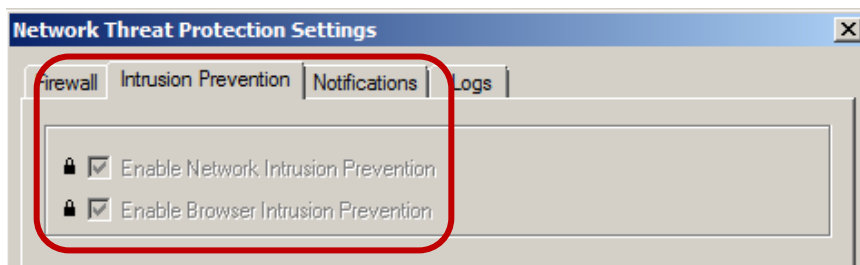 Network Threat Protection Settings
Firewall Intrusion Prevention Notifications Logs
Enable Network Intrusion Prevention
Enable Browser Intrusion Prevention